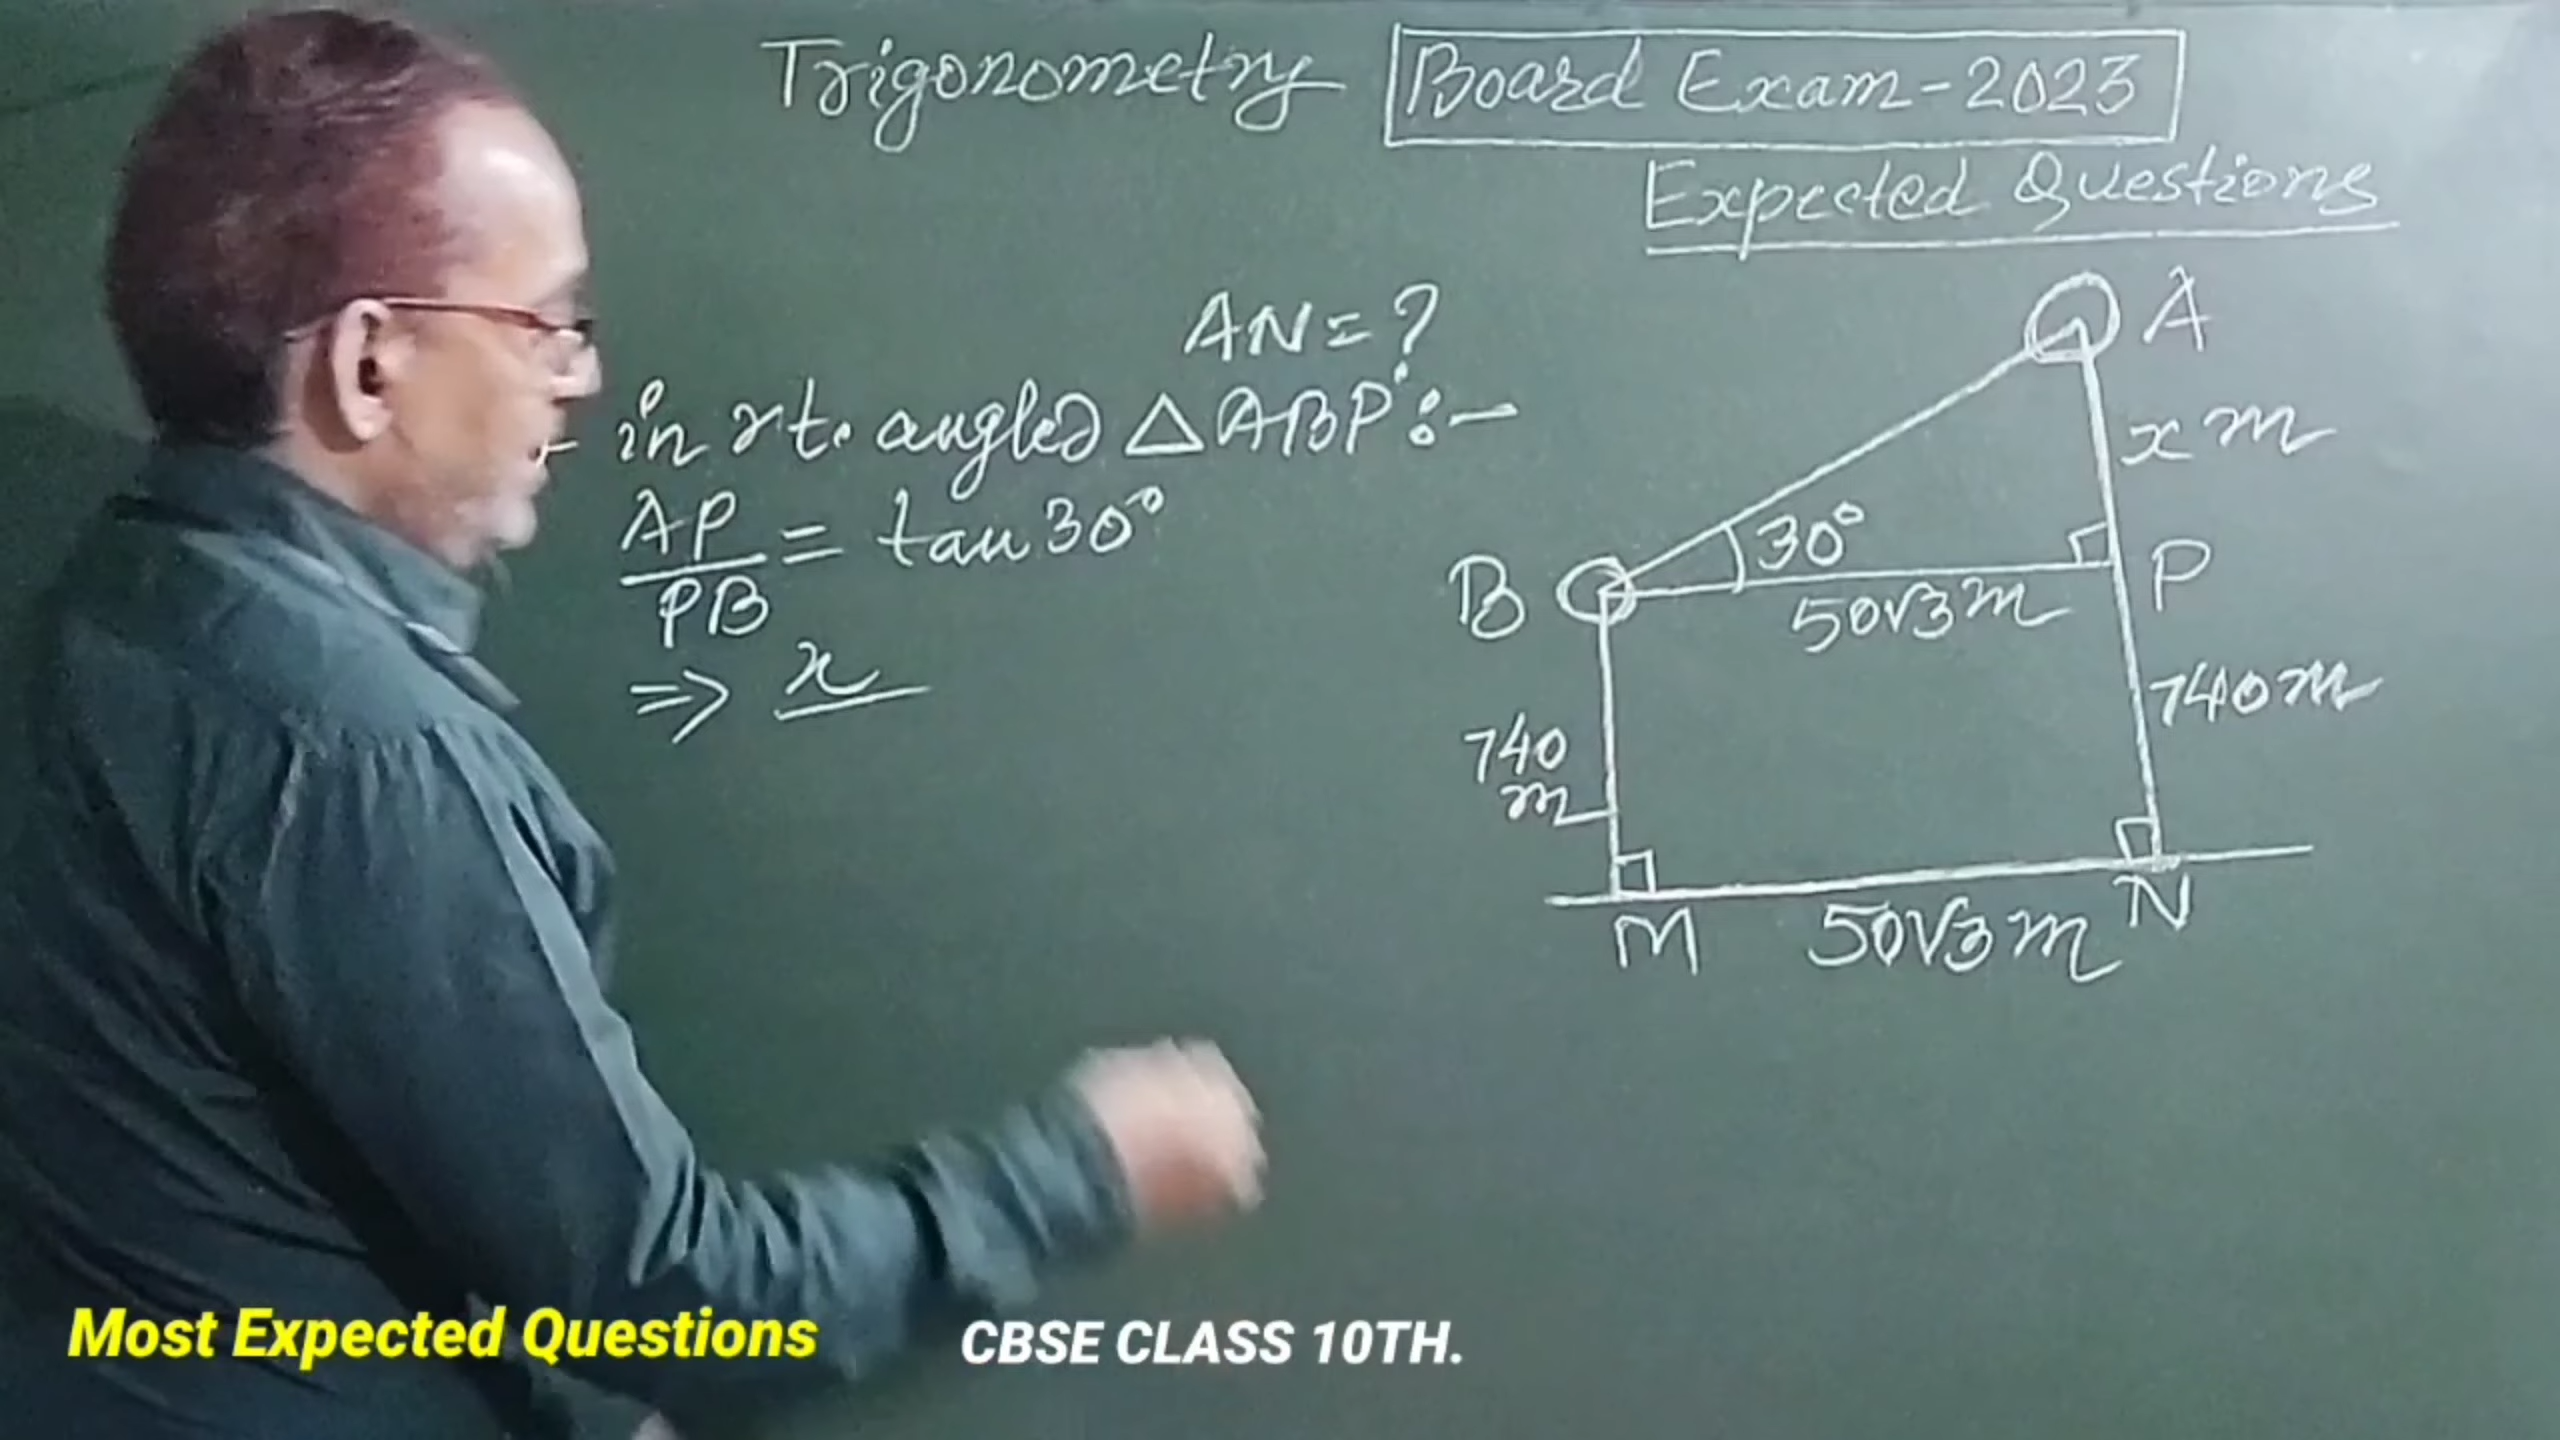 Trigonometry Board Exam-2023
Expected Questions
AN = ?
in rt. angled △ABP :-
AP/PB = tan 30°
=> x
A
x m
30°
B
50√3 m
P
740 m
740 m
M
50√3 m
N
Most Expected Questions CBSE CLASS 10TH.